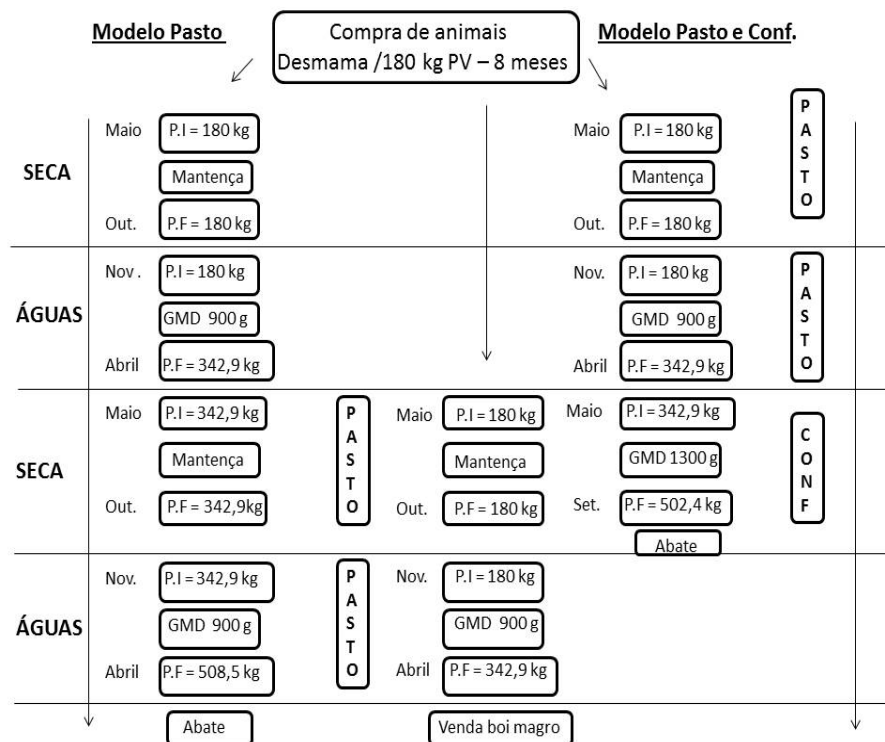 Modelo Pasto
Compra de animais
Desmama /180 kg PV – 8 meses
Modelo Pasto e Conf.
SECA
Maio
P.I = 180 kg
Mantença
Out.
P.F = 180 kg
Maio
P.I = 180 kg
Mantença
Out.
P.F = 180 kg
PASTO
ÁGUAS
Nov .
P.I = 180 kg
GMD 900 g
Abril
P.F = 342,9 kg
Nov.
P.I = 180 kg
GMD 900 g
Abril
P.F = 342,9 kg
PASTO
SECA
Maio
P.I = 342,9 kg
Mantença
Out.
P.F = 342,9kg
PASTO
Maio
P.I = 180 kg
Mantença
Out.
P.F = 180 kg
Maio
P.I = 342,9 kg
GMD 1300 g
Set.
P.F = 502,4 kg
Abate
CONF
ÁGUAS
Nov.
P.I = 342,9 kg
GMD 900 g
Abril
P.F = 508,5 kg
PASTO
Nov.
P.I = 180 kg
GMD 900 g
Abril
P.F = 342,9 kg
Abate
Venda boi magro